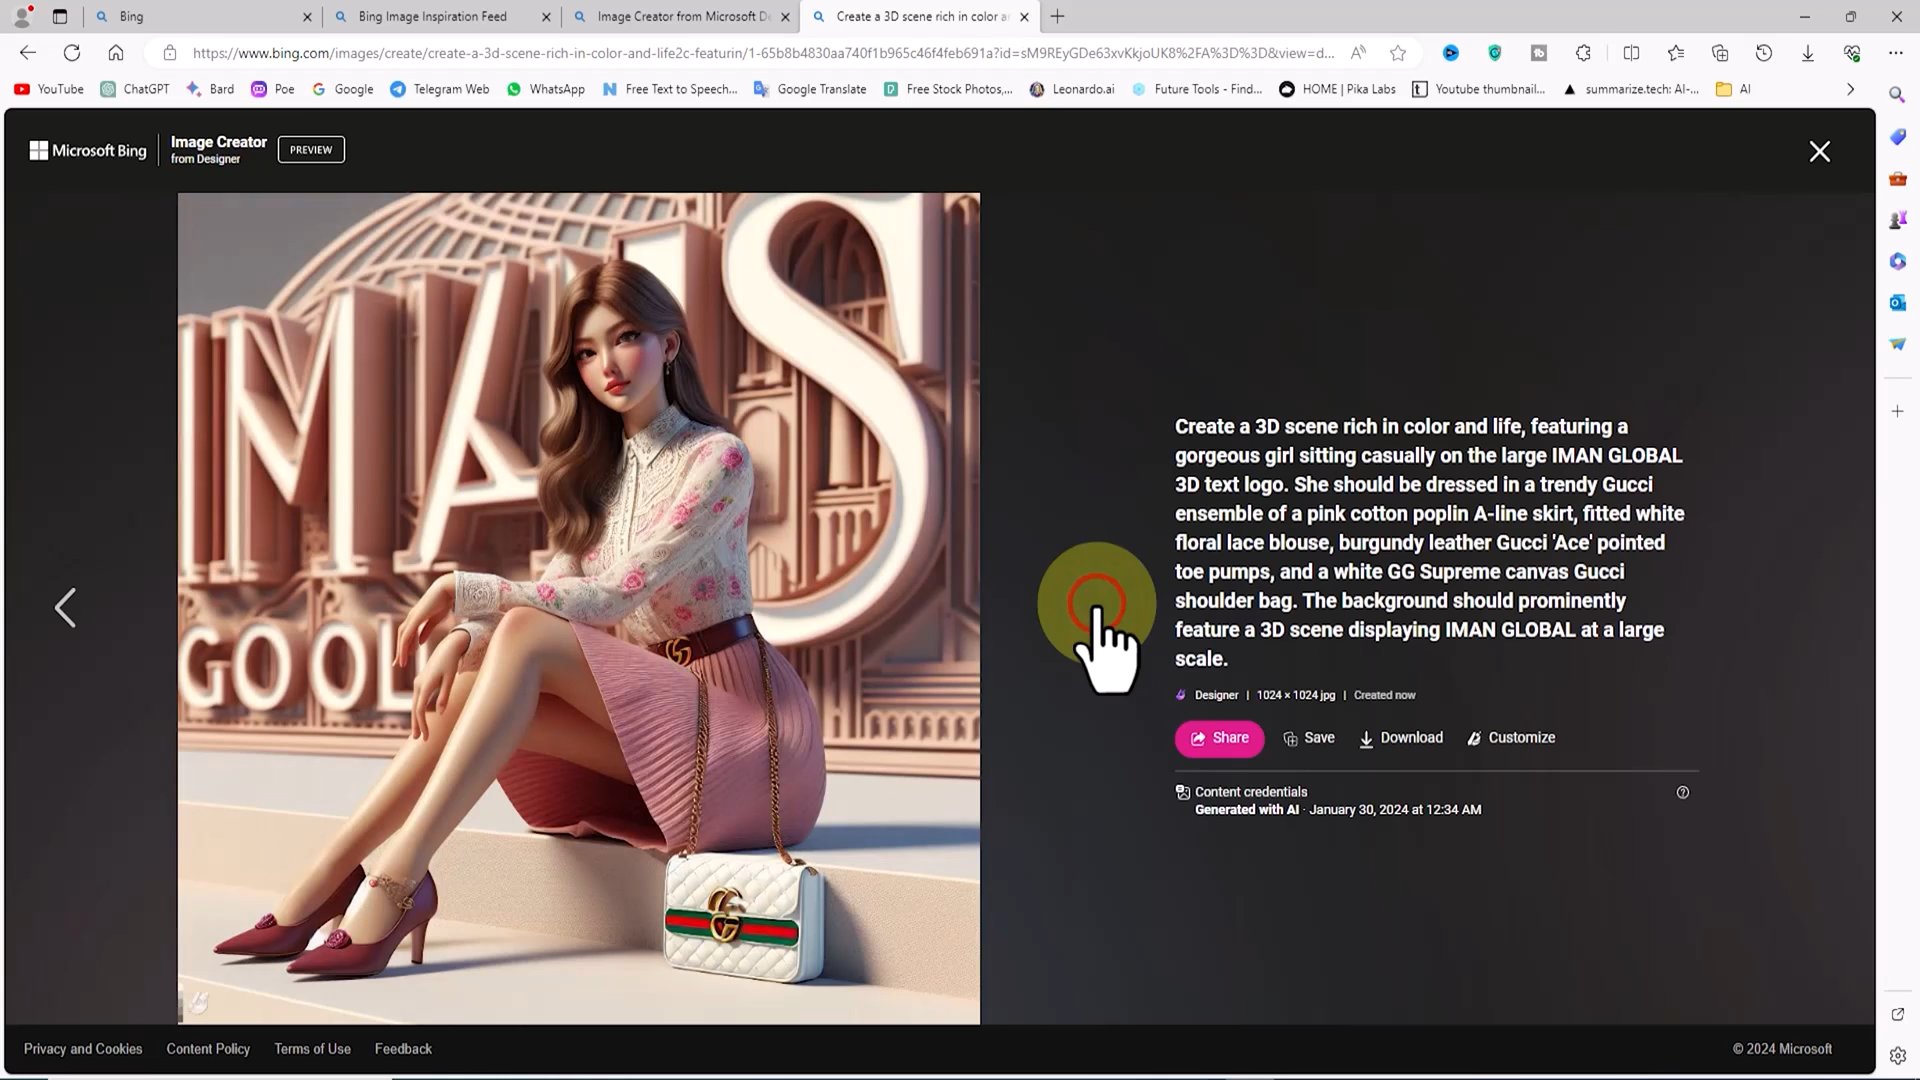 Bing
Bing Image Inspiration Feed
Image Creator from Microsoft De
Create a 3D scene rich in color a
https://www.bing.com/images/create/create-a-3d-scene-rich-in-color-and-life2c-featurin/1-65b8b4830aa740f1b965c46f4feb691a?id=sM9REyGDe63xvKkjoUK8%2FA%3D%3D&view=d...
YouTube
ChatGPT
Bard
Poe
Google
Telegram Web
WhatsApp
Free Text to Speech...
Google Translate
Free Stock Photos,...
Leonardo.ai
Future Tools - Find...
HOME | Pika Labs
Youtube thumbnail...
summarize.tech: AI-...
AI
Microsoft Bing
Image Creator
from Designer
PREVIEW
IMAIS
GOOL
Create a 3D scene rich in color and life, featuring a
gorgeous girl sitting casually on the large IMAN GLOBAL
3D text logo. She should be dressed in a trendy Gucci
ensemble of a pink cotton poplin A-line skirt, fitted white
floral lace blouse, burgundy leather Gucci 'Ace' pointed
toe pumps, and a white GG Supreme canvas Gucci
shoulder bag. The background should prominently
feature a 3D scene displaying IMAN GLOBAL at a large
scale.
Designer | 1024 × 1024 jpg | Created now
Share
Save
Download
Customize
Content credentials
Generated with AI · January 30, 2024 at 12:34 AM
Privacy and Cookies
Content Policy
Terms of Use
Feedback
© 2024 Microsoft